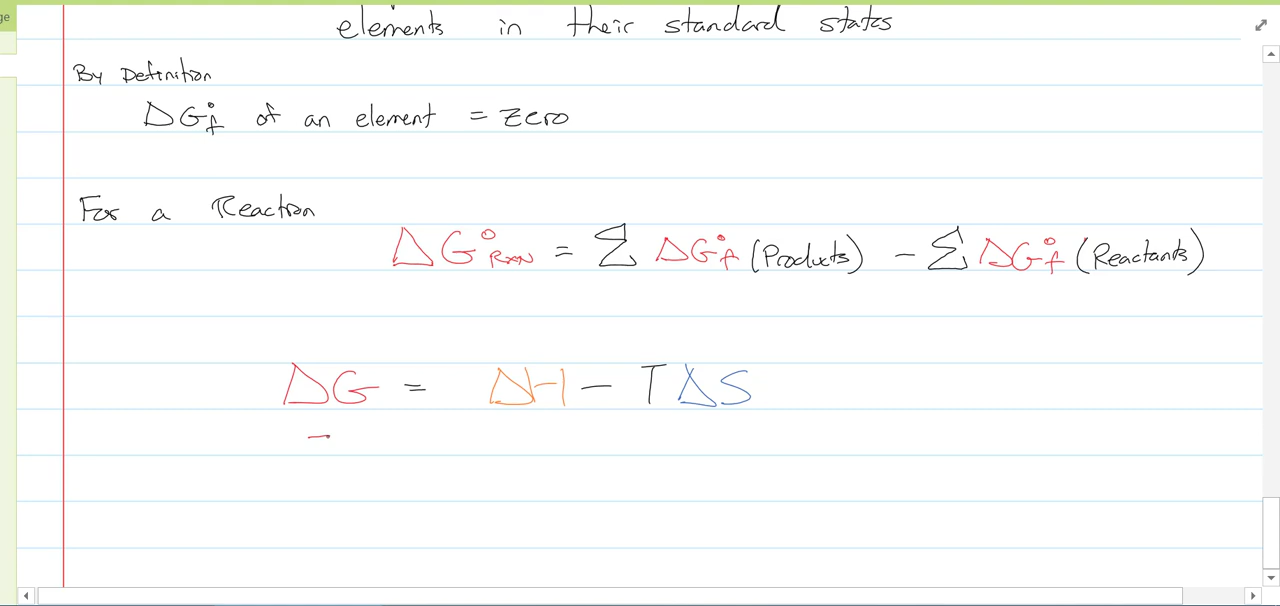 ge
elements in their standard states
By Definition
ΔG°f of an element = zero
For a Reaction
ΔG°Rxn = Σ ΔG°f (Products) - Σ ΔG°f (Reactants)
ΔG = ΔH - TΔS
-